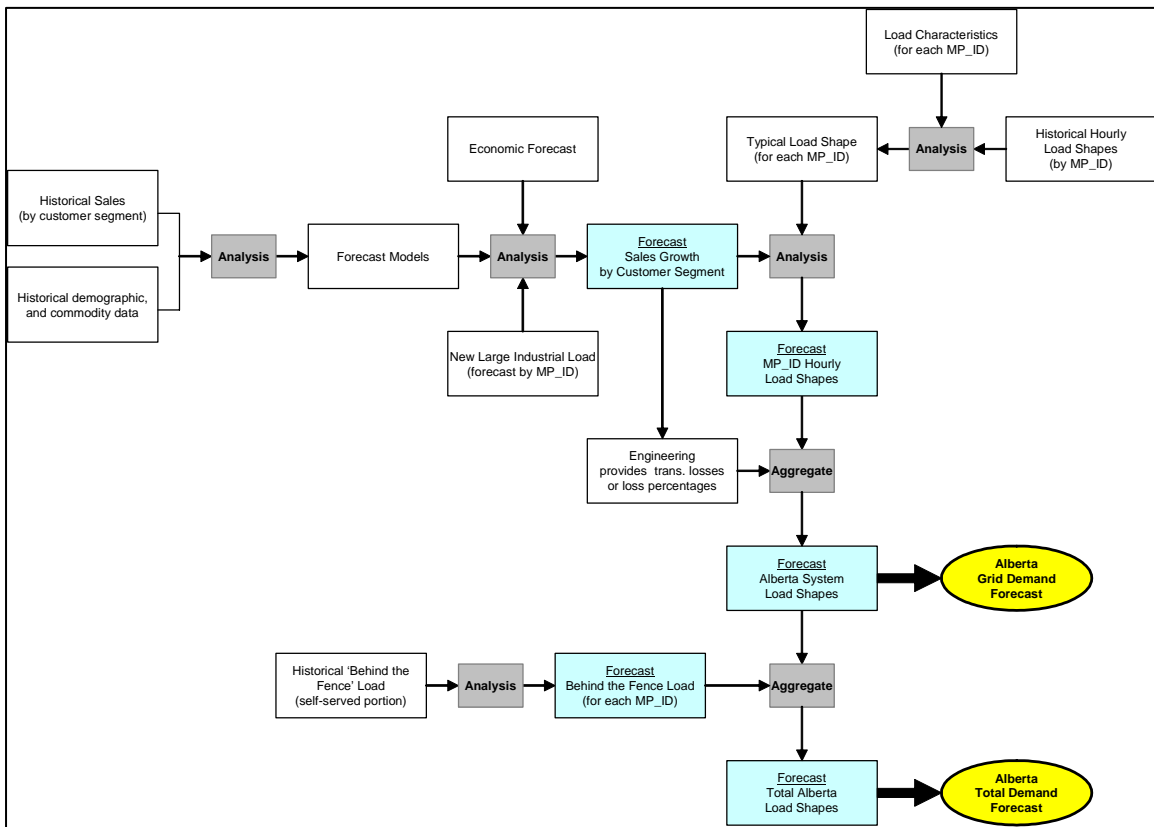 Load Characteristics
(for each MP_ID)
Economic Forecast
Typical Load Shape
(for each MP_ID)
Analysis
Historical Hourly
Load Shapes
(by MP_ID)
Historical Sales
(by customer segment)
Analysis
Forecast Models
Analysis
Forecast
Sales Growth
by Customer Segment
Analysis
Historical demographic,
and commodity data
New Large Industrial Load
(forecast by MP_ID)
Forecast
MP_ID Hourly
Load Shapes
Engineering
provides trans. losses
or loss percentages
Aggregate
Forecast
Alberta System
Load Shapes
Alberta
Grid Demand
Forecast
Historical 'Behind the
Fence' Load
(self-served portion)
Analysis
Forecast
Behind the Fence Load
(for each MP_ID)
Aggregate
Forecast
Total Alberta
Load Shapes
Alberta
Total Demand
Forecast